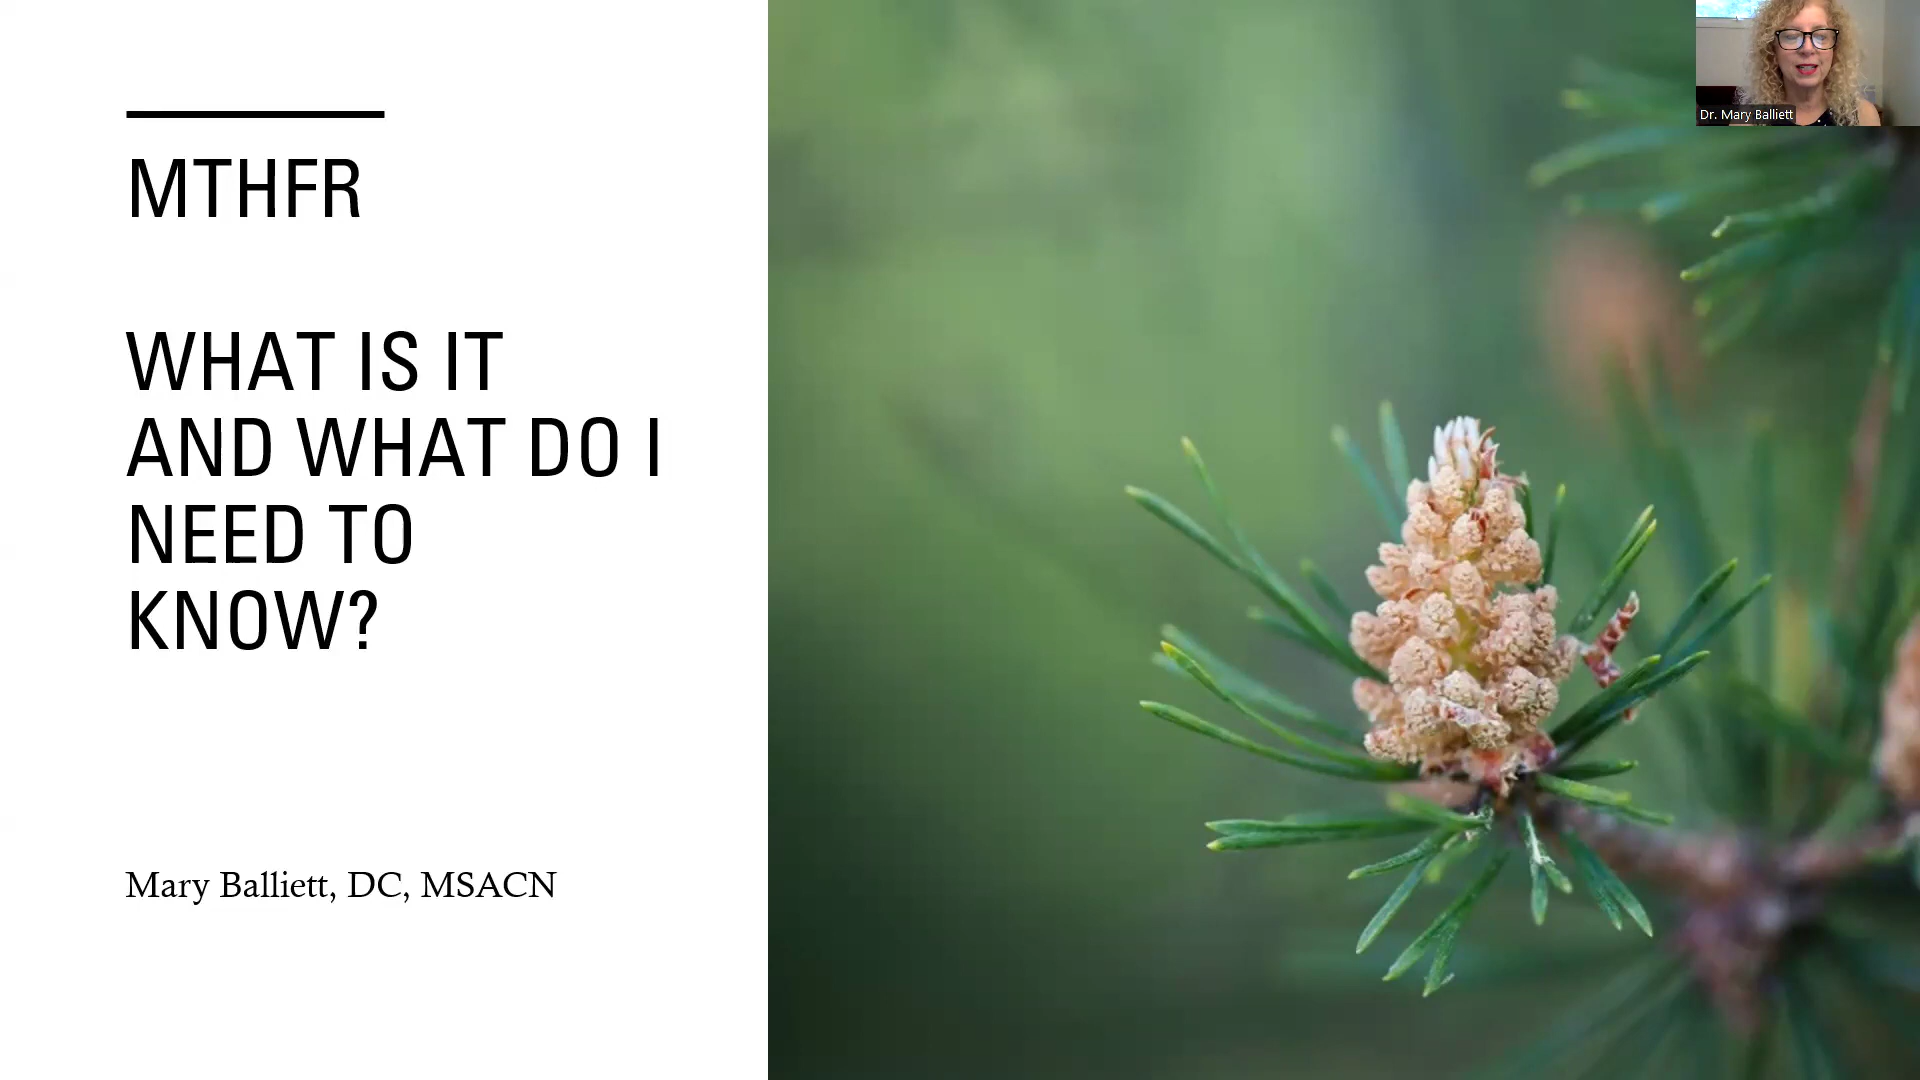 MTHFR
WHAT IS IT
AND WHAT DO I
NEED TO
KNOW?
Mary Balliett, DC, MSACN
Dr. Mary Balliett